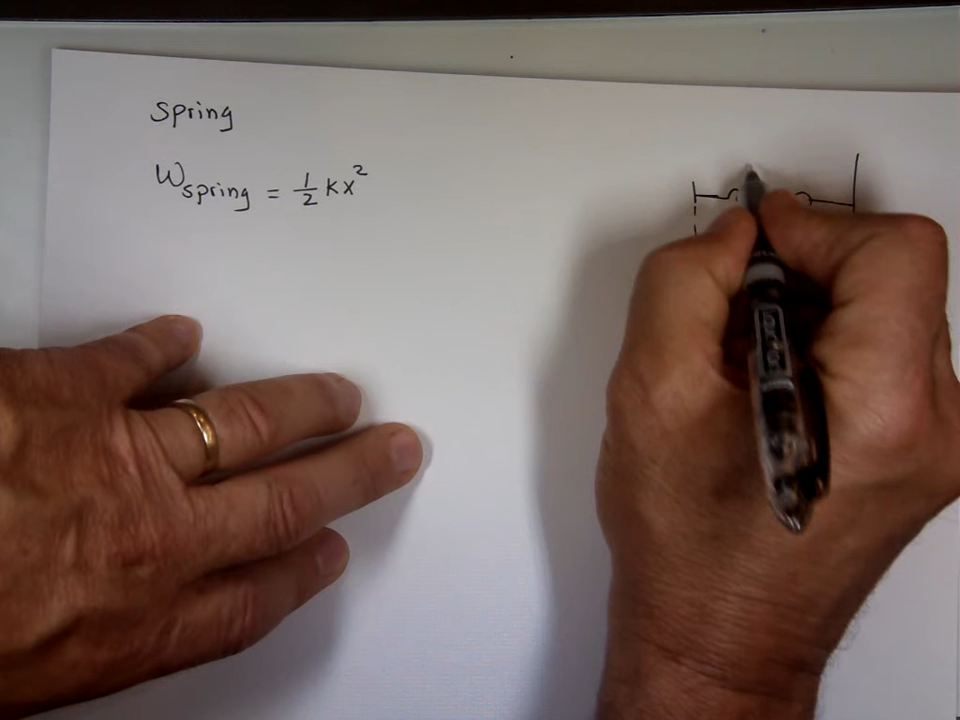 Spring
W_spring = 1/2 kx²